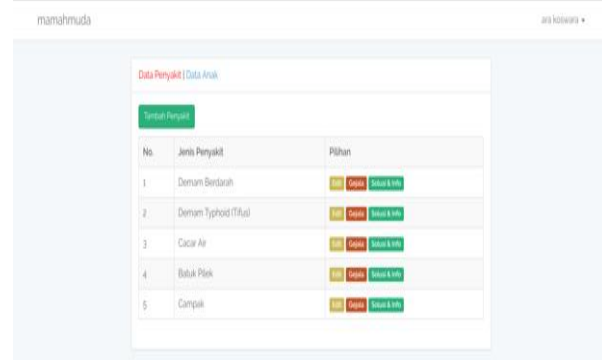 mamahmuda
ara koswara
Data Penyakit | Data Anak
Tambah Penyakit
No. Jenis Penyakit Pilihan
1 Demam Berdarah Edit Gejala Solusi & Info
2 Demam Typhoid (Tifus) Edit Gejala Solusi & Info
3 Cacar Air Edit Gejala Solusi & Info
4 Batuk Pilek Edit Gejala Solusi & Info
5 Campak Edit Gejala Solusi & Info